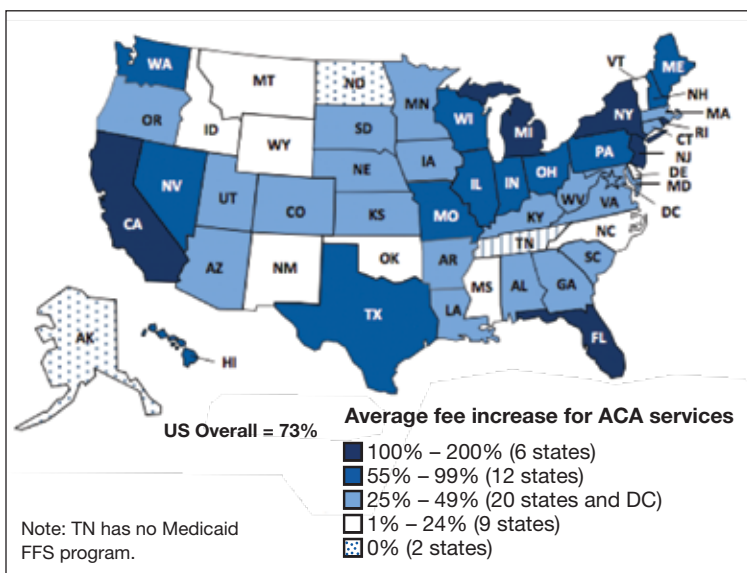 WA
MT
ND
MN
VT
ME
NH
MA
RI
CT
NJ
DE
MD
DC
OR
ID
WY
SD
WI
MI
NY
NE
IA
PA
NV
UT
CO
KS
IL
IN
OH
WV
VA
CA
MO
KY
NC
AZ
NM
OK
AR
TN
SC
MS
AL
GA
TX
LA
FL
AK
HI
US Overall = 73%
Average fee increase for ACA services
100% – 200% (6 states)
55% – 99% (12 states)
25% – 49% (20 states and DC)
1% – 24% (9 states)
0% (2 states)
Note: TN has no Medicaid
FFS program.